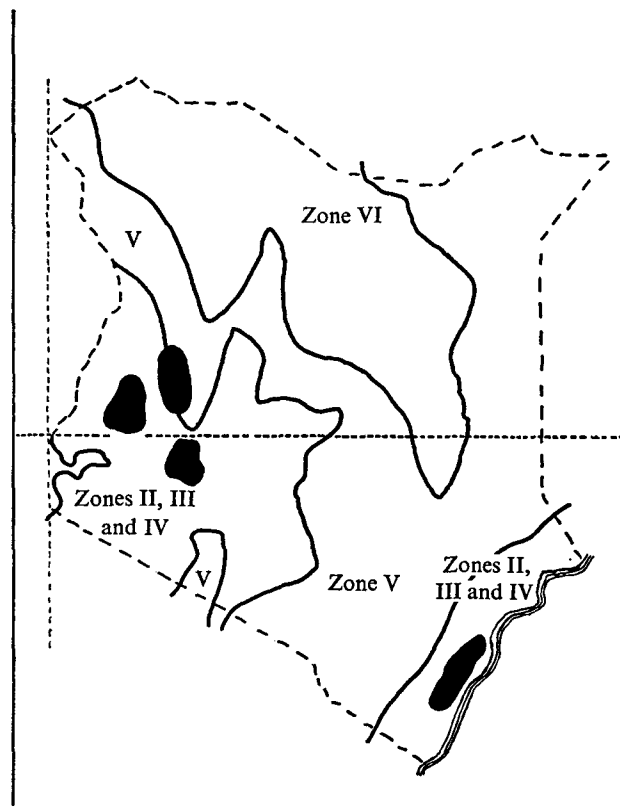 Zone VI
V
Zones II, III
and IV
V
Zone V
Zones II,
III and IV